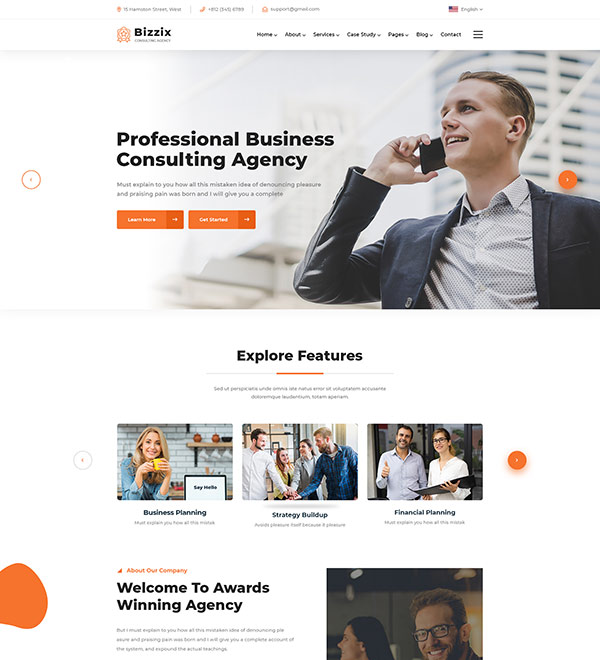 15 Hamston Street, West
+812 (345) 6789
support@gmail.com
English
Bizzix
CONSULTING AGENCY
Home
About
Services
Case Study
Pages
Blog
Contact
Professional Business
Consulting Agency
Must explain to you how all this mistaken idea of denouncing pleasure
and praising pain was born and I will give you a complete
Learn More
Get Started
Explore Features
Sed ut perspiciatis unde omnis iste natus error sit voluptatem accusante
doloremque laudantium, totam aperiam.
Say Hello
Business Planning
Must explain you how all this mistak
Strategy Buildup
Avoids pleasure itself because it pleasure
Financial Planning
Must explain you how all this mistak
About Our Company
Welcome To Awards
Winning Agency
But I must explain to you how all this mistaken idea of denouncing ple
asure and praising pain was born and I will give you a complete account of
the system, and expound the actual teachings.